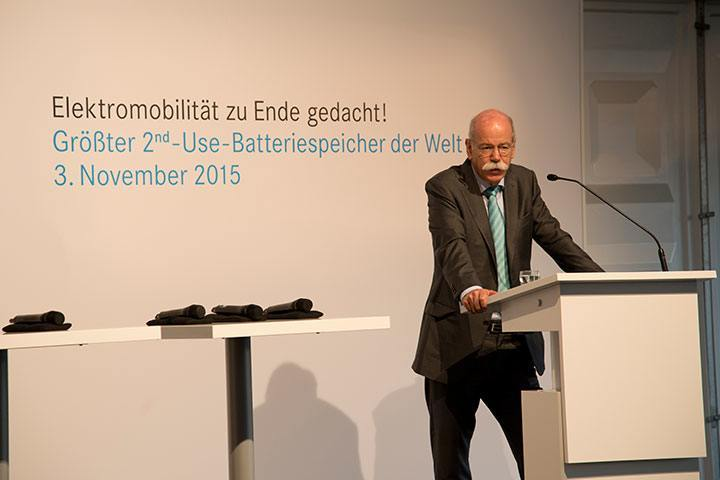 Elektromobilität zu Ende gedacht!
Größter 2nd-Use-Batteriespeicher der Welt
3. November 2015